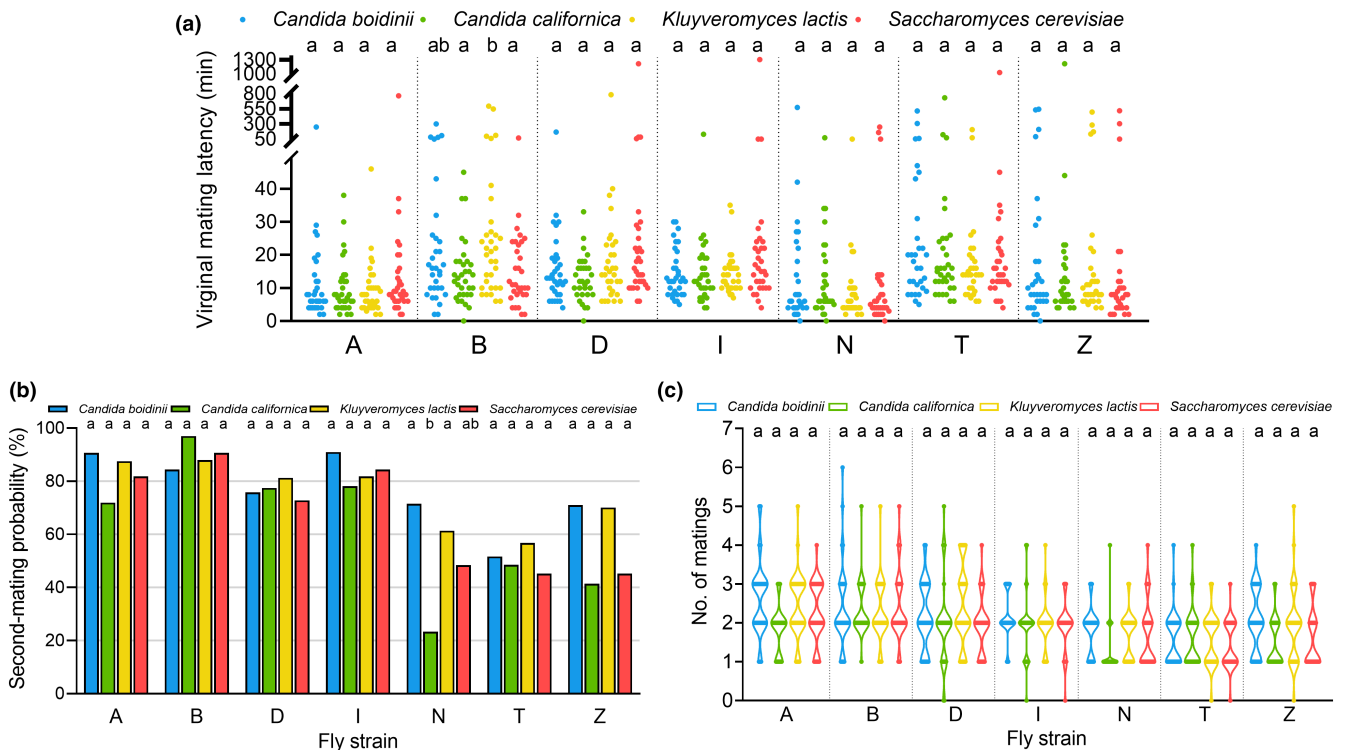 (a)
Candida boidinii Candida californica Kluyveromyces lactis Saccharomyces cerevisiae
a a a a ab a b a a a a a a a a a a a a a a a a a a a a a
Virginal mating latency (min)
1300
1000
800
550
300
50
40
30
20
10
0
A B D I N T Z
(b)
Candida boidinii Candida californica Kluyveromyces lactis Saccharomyces cerevisiae
a a a a a a a a a a a a a a a a a b a ab a a a a a a a a
Second-mating probability (%)
100
80
60
40
20
0
A B D I N T Z
Fly strain
(c)
Candida boidinii Candida californica Kluyveromyces lactis Saccharomyces cerevisiae
a a a a a a a a a a a a a a a a a a a a a a a a a a a a
No. of matings
7
6
5
4
3
2
1
0
A B D I N T Z
Fly strain